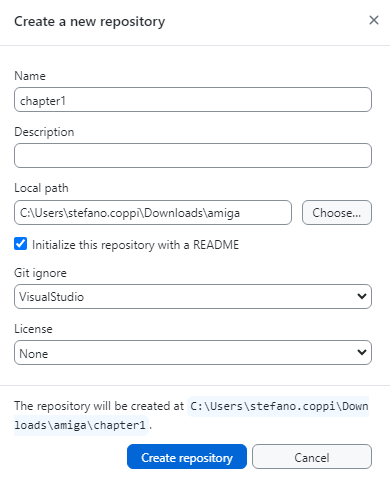 Create a new repository
Name
chapter1
Description
Local path
C:\Users\stefano.coppi\Downloads\amiga
Choose...
Initialize this repository with a README
Git ignore
VisualStudio
License
None
The repository will be created at C:\Users\stefano.coppi\Down
loads\amiga\chapter1.
Create repository
Cancel